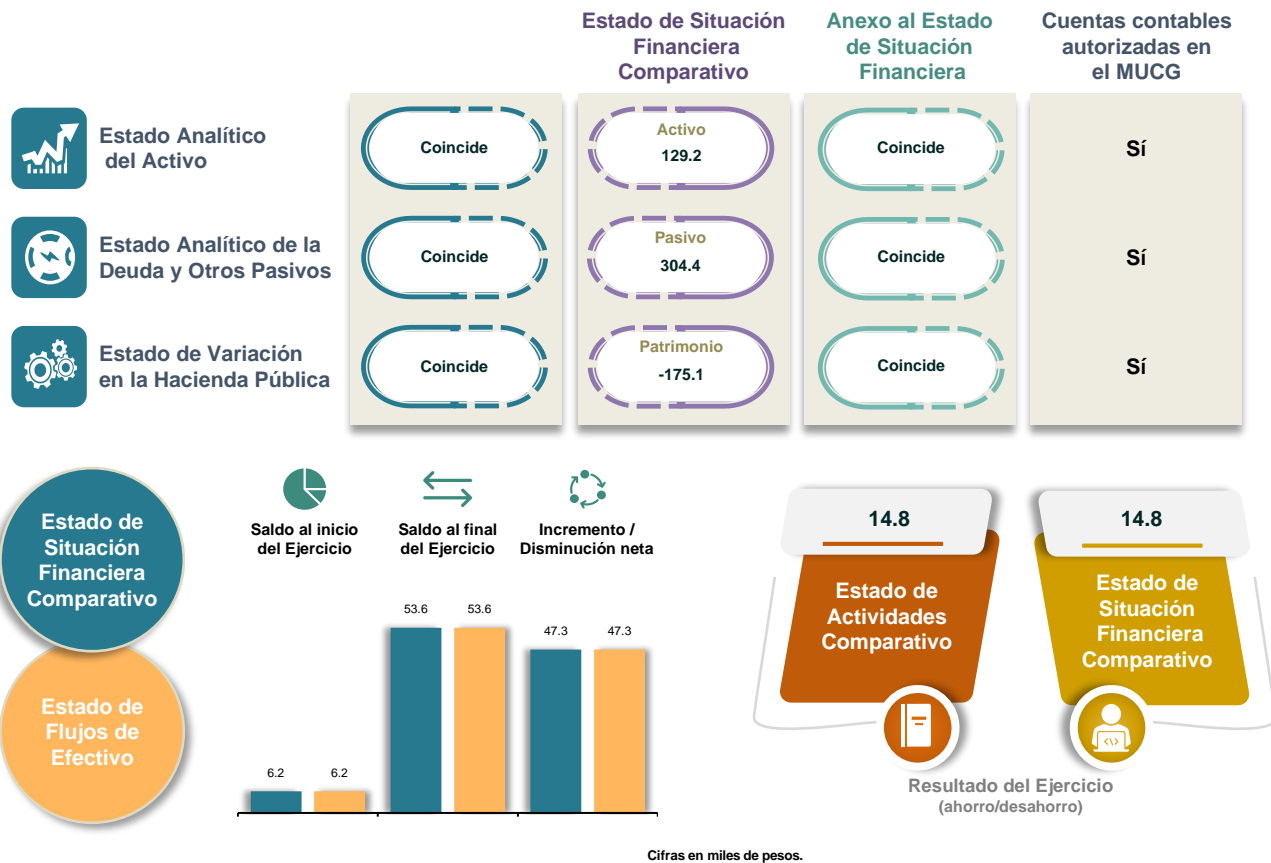 Estado de Situación
Financiera
Comparativo
Anexo al Estado
de Situación
Financiera
Cuentas contables
autorizadas en
el MUCG
Estado Analítico
del Activo
Coincide
Activo
129.2
Coincide
Sí
Estado Analítico de la
Deuda y Otros Pasivos
Coincide
Pasivo
304.4
Coincide
Sí
Estado de Variación
en la Hacienda Pública
Coincide
Patrimonio
-175.1
Coincide
Sí
Estado de
Situación
Financiera
Comparativo
Estado de
Flujos de
Efectivo
Saldo al inicio
del Ejercicio
Saldo al final
del Ejercicio
Incremento /
Disminución neta
6.2
6.2
53.6
53.6
47.3
47.3
14.8
Estado de
Actividades
Comparativo
14.8
Estado de
Situación
Financiera
Comparativo
Resultado del Ejercicio
(ahorro/desahorro)
Cifras en miles de pesos.